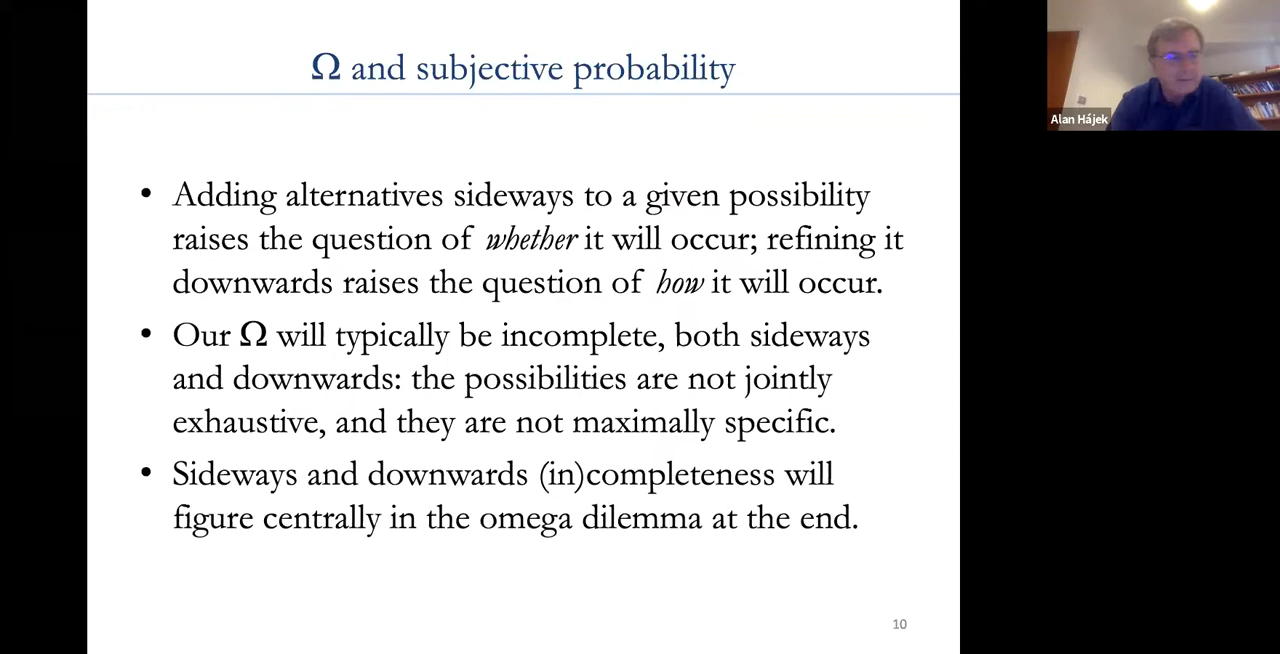 Ω and subjective probability
Alan Hájek
• Adding alternatives sideways to a given possibility
raises the question of whether it will occur; refining it
downwards raises the question of how it will occur.
• Our Ω will typically be incomplete, both sideways
and downwards: the possibilities are not jointly
exhaustive, and they are not maximally specific.
• Sideways and downwards (in)completeness will
figure centrally in the omega dilemma at the end.
10